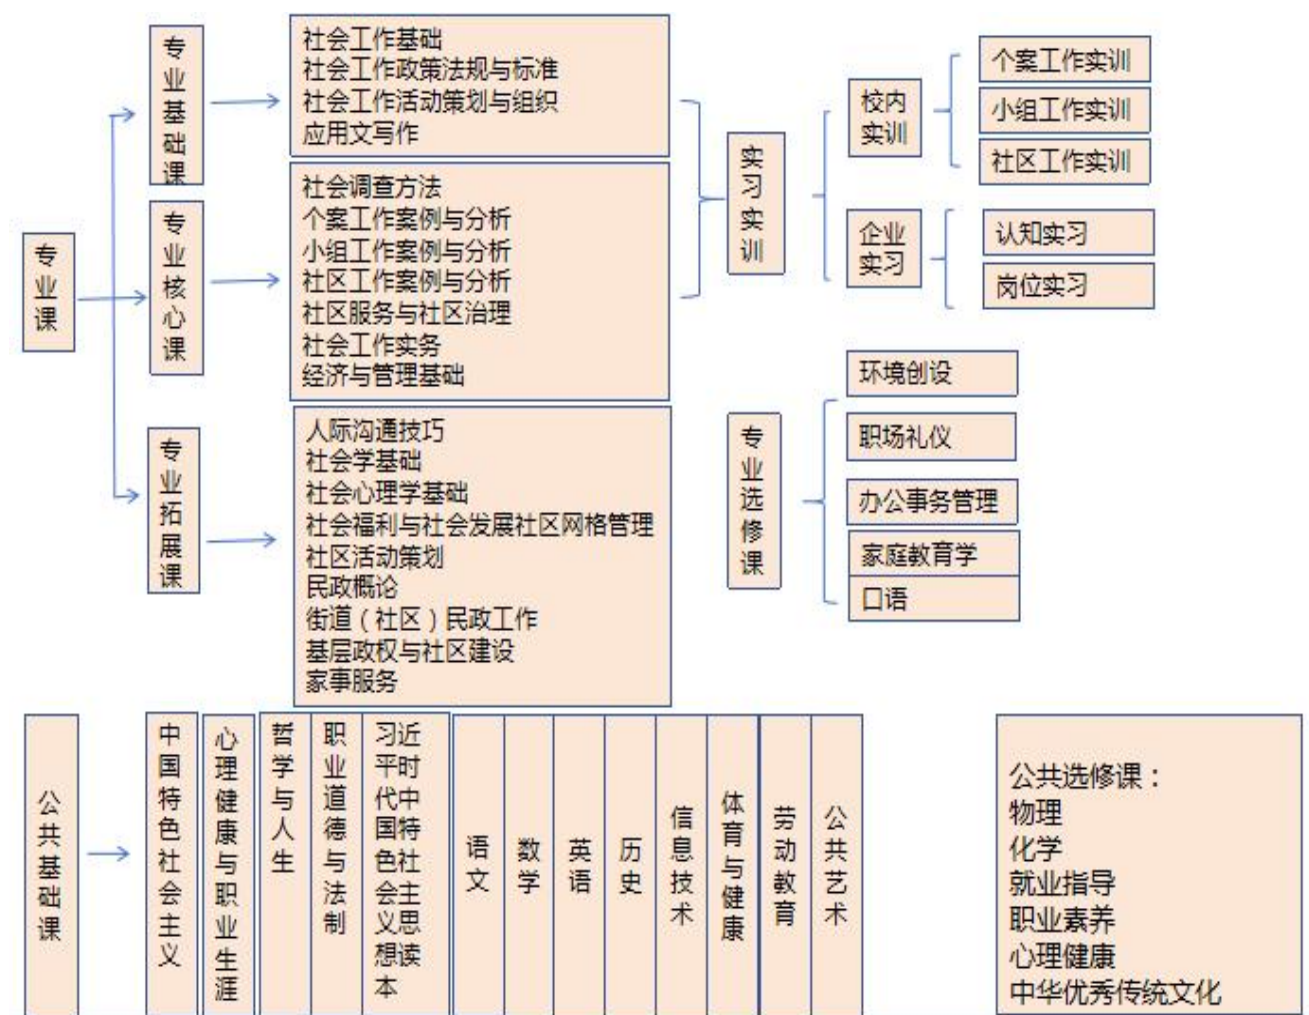 专业课
专业基础课
社会工作基础
社会工作政策法规与标准
社会工作活动策划与组织
应用文写作
专业核心课
社会调查方法
个案工作案例与分析
小组工作案例与分析
社区工作案例与分析
社区服务与社区治理
社会工作实务
经济与管理基础
专业拓展课
人际沟通技巧
社会学基础
社会心理学基础
社会福利与社会发展社区网格管理
社区活动策划
民政概论
街道（社区）民政工作
基层政权与社区建设
家事服务
实习实训
校内
实训
个案工作实训
小组工作实训
社区工作实训
企业
实习
认知实习
岗位实习
专业选修课
环境创设
职场礼仪
办公事务管理
家庭教育学
口语
公共基础课
中国特色社会主义
心理健康与职业生涯
哲学与人生
职业道德与法制
习近
平时
代中
国特
色社
会主
义思
想读
本
语文
数学
英语
历史
信息技术
体育与健康
劳动教育
公共艺术
公共选修课：
物理
化学
就业指导
职业素养
心理健康
中华优秀传统文化